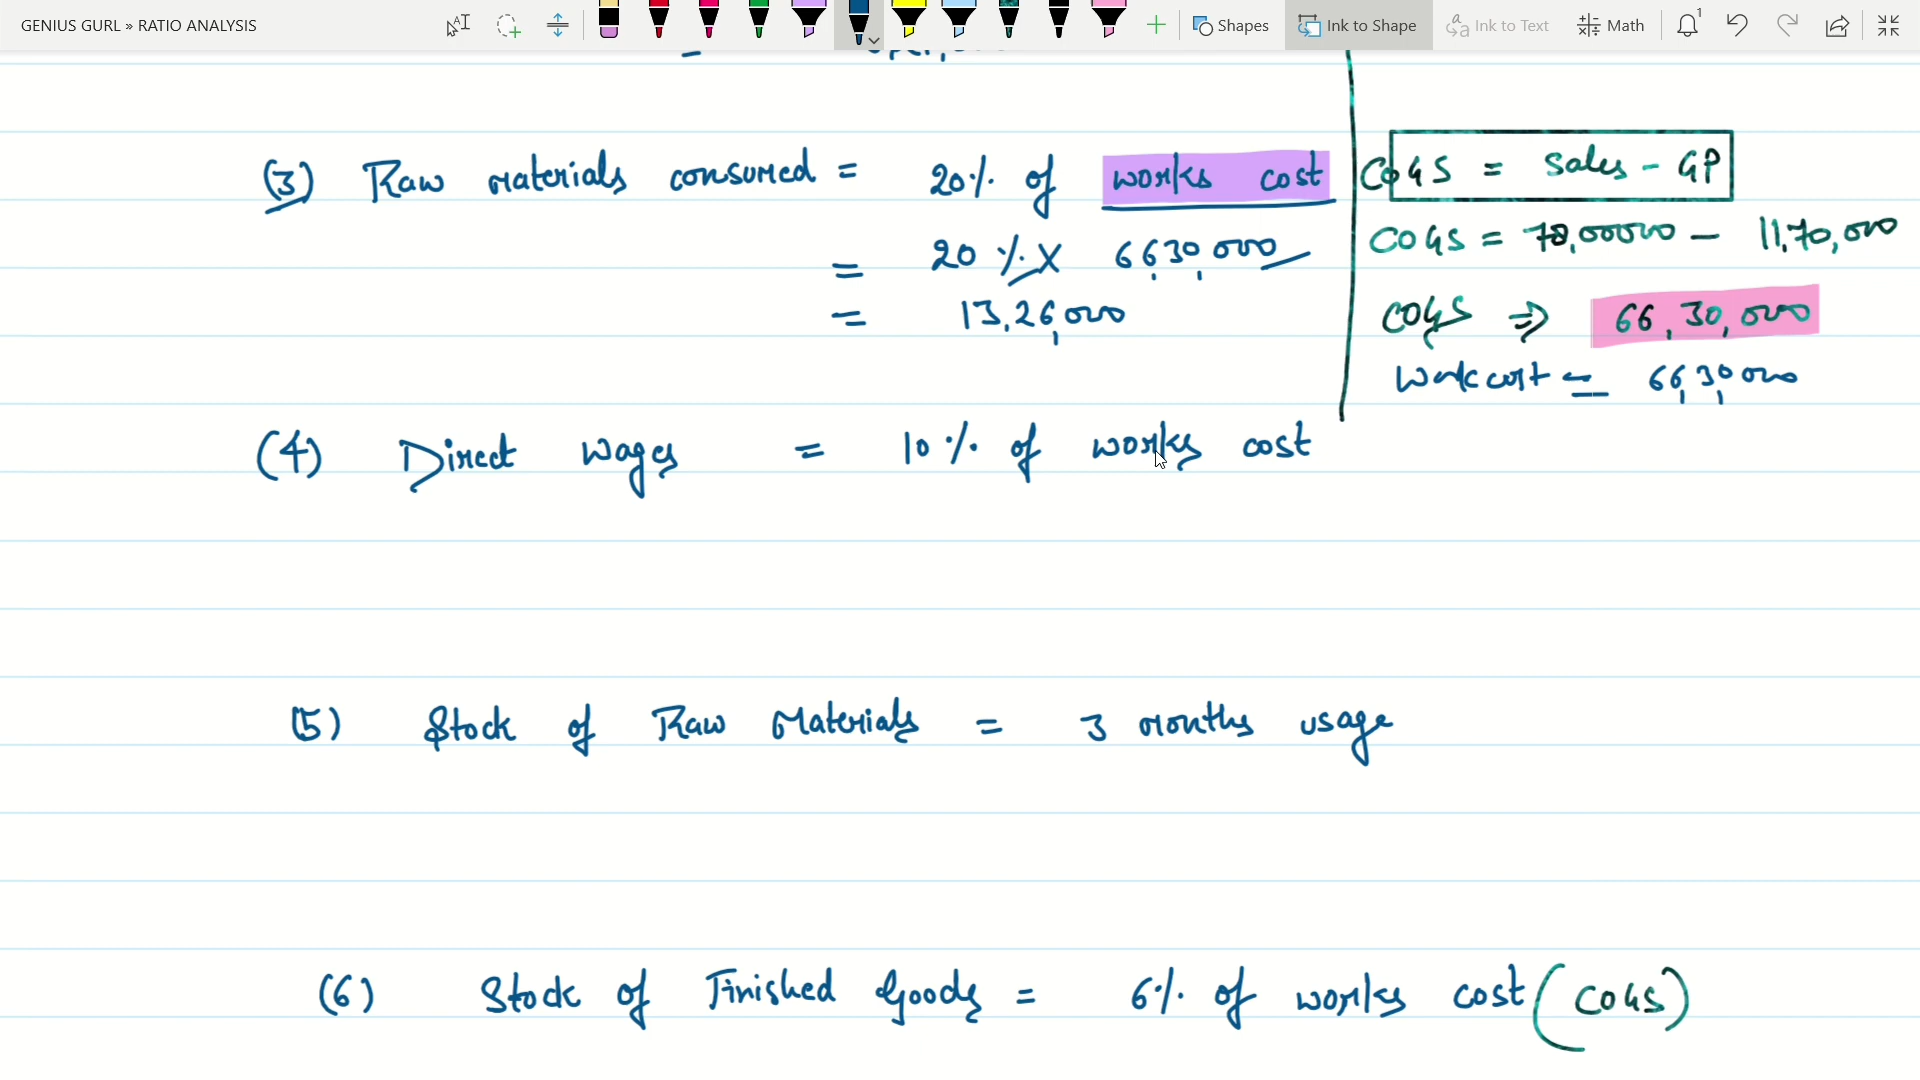 GENIUS GURL » RATIO ANALYSIS
Shapes
Ink to Shape
Ink to Text
Math
1
(3) Raw materials consumed = 20% of works cost
= 20 % X 6630,000
= 13,26,000
COGS = Sales - GP
COGS = 78,00000 - 11,70,000
COGS ⇒ 66,30,000
Work cost = 66,30,000
(4) Direct Wages = 10% of works cost
(5) Stock of Raw Materials = 3 months usage
(6) Stock of Finished Goods = 6% of works cost (COGS)